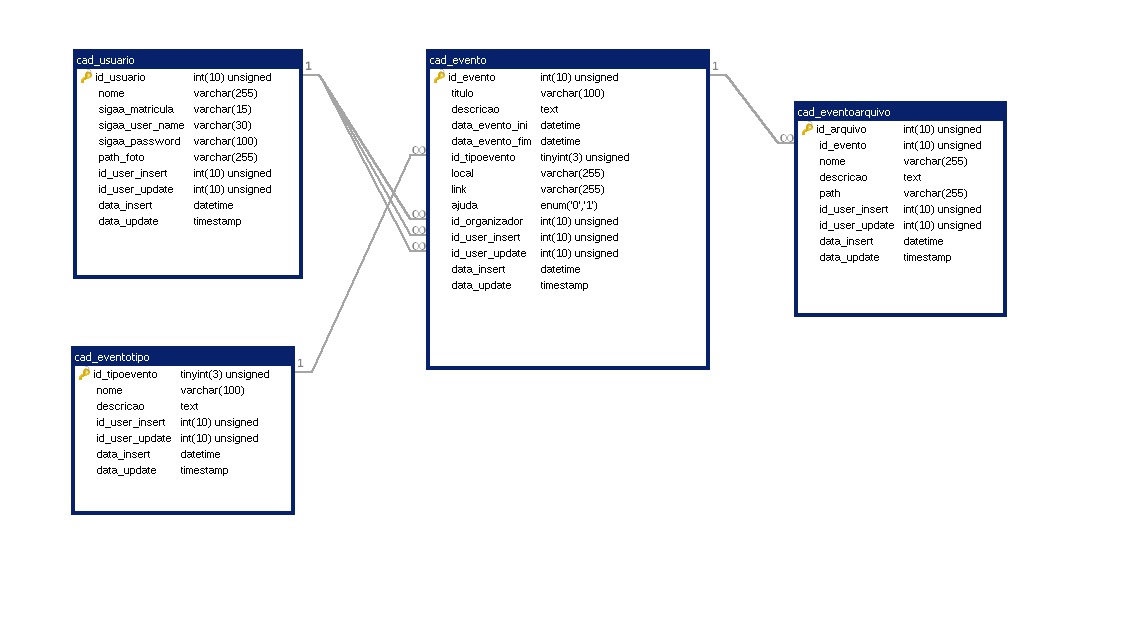 cad_usuario
id_usuario int(10) unsigned
nome varchar(255)
sigaa_matricula varchar(15)
sigaa_user_name varchar(30)
sigaa_password varchar(100)
path_foto varchar(255)
id_user_insert int(10) unsigned
id_user_update int(10) unsigned
data_insert datetime
data_update timestamp
1
cad_evento
id_evento int(10) unsigned
titulo varchar(100)
descricao text
data_evento_ini datetime
data_evento_fim datetime
id_tipoevento tinyint(3) unsigned
local varchar(255)
link varchar(255)
ajuda enum('0','1')
id_organizador int(10) unsigned
id_user_insert int(10) unsigned
id_user_update int(10) unsigned
data_insert datetime
data_update timestamp
∞
∞
∞
∞
1
∞
cad_eventoarquivo
id_arquivo int(10) unsigned
id_evento int(10) unsigned
nome varchar(255)
descricao text
path varchar(255)
id_user_insert int(10) unsigned
id_user_update int(10) unsigned
data_insert datetime
data_update timestamp
cad_eventotipo
id_tipoevento tinyint(3) unsigned
nome varchar(100)
descricao text
id_user_insert int(10) unsigned
id_user_update int(10) unsigned
data_insert datetime
data_update timestamp
1